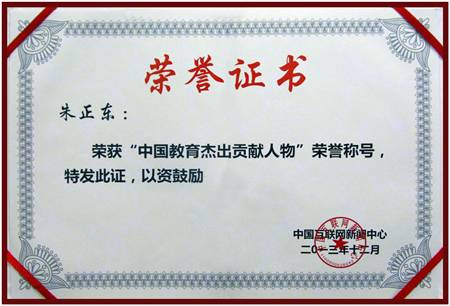 荣誉证书
朱正东：
荣获“中国教育杰出贡献人物”荣誉称号，
特发此证，以资鼓励
中国互联网新闻中心
二〇一三年十二月